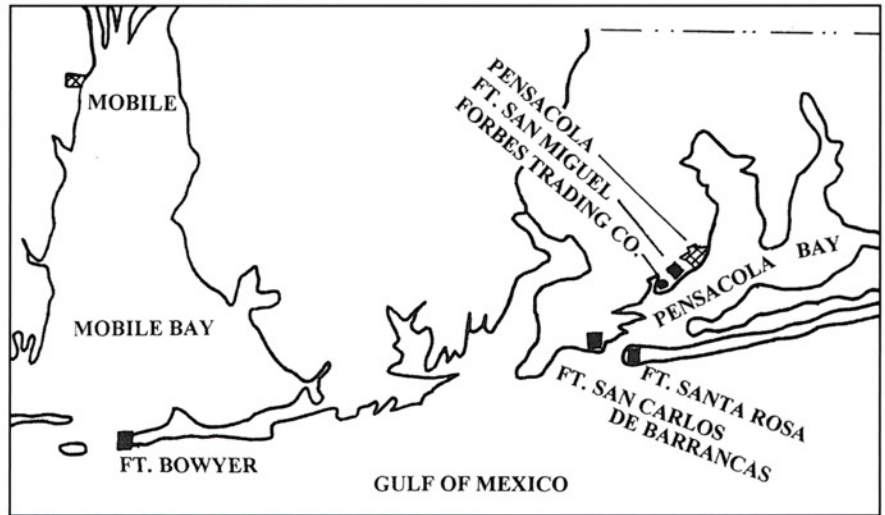 MOBILE
PENSACOLA
FT. SAN MIGUEL
FORBES TRADING CO.
PENSACOLA BAY
MOBILE BAY
FT. SANTA ROSA
FT. SAN CARLOS
DE BARRANCAS
FT. BOWYER
GULF OF MEXICO